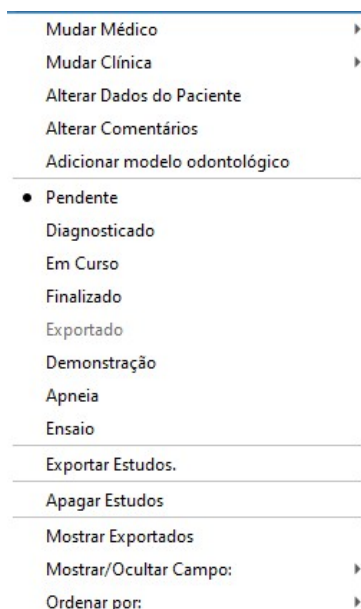 Mudar Médico
Mudar Clínica
Alterar Dados do Paciente
Alterar Comentários
Adicionar modelo odontológico
Pendente
Diagnosticado
Em Curso
Finalizado
Exportado
Demonstração
Apneia
Ensaio
Exportar Estudos.
Apagar Estudos
Mostrar Exportados
Mostrar/Ocultar Campo:
Ordenar por: